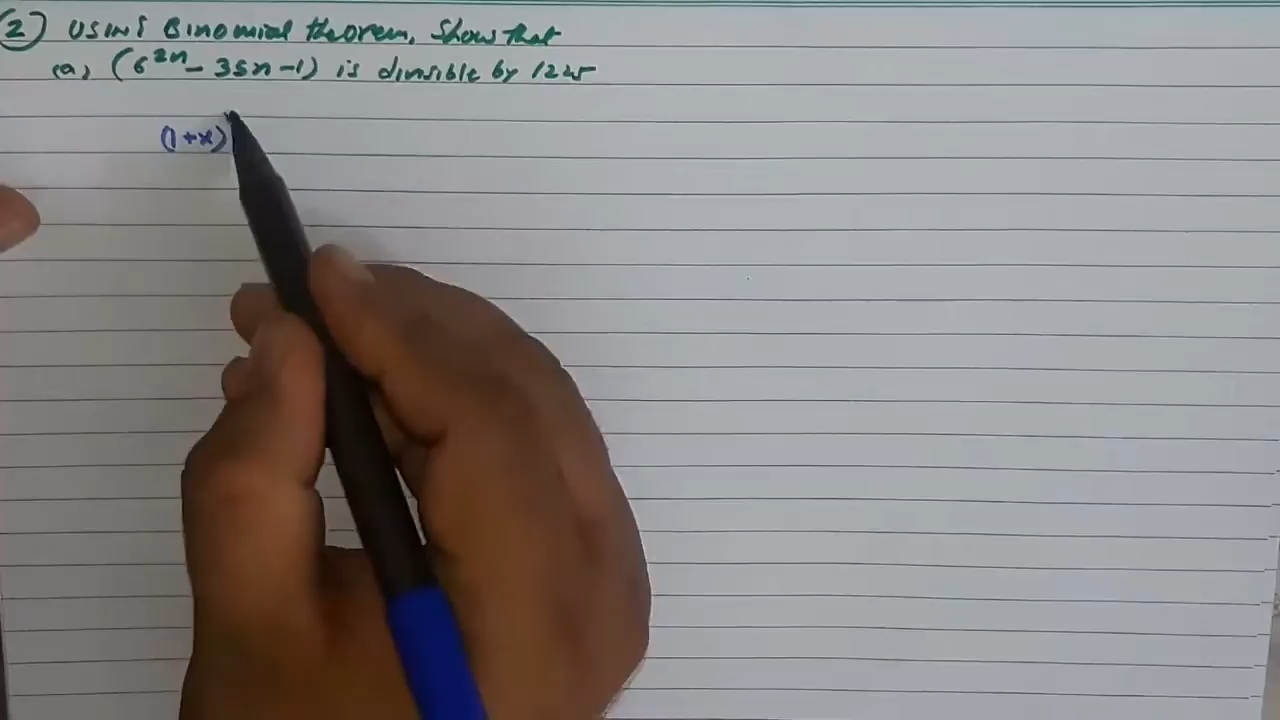 (2) Using Binomial theorem, Show that
(a) (6^2n - 35n - 1) is divisible by 1225
(1+x)